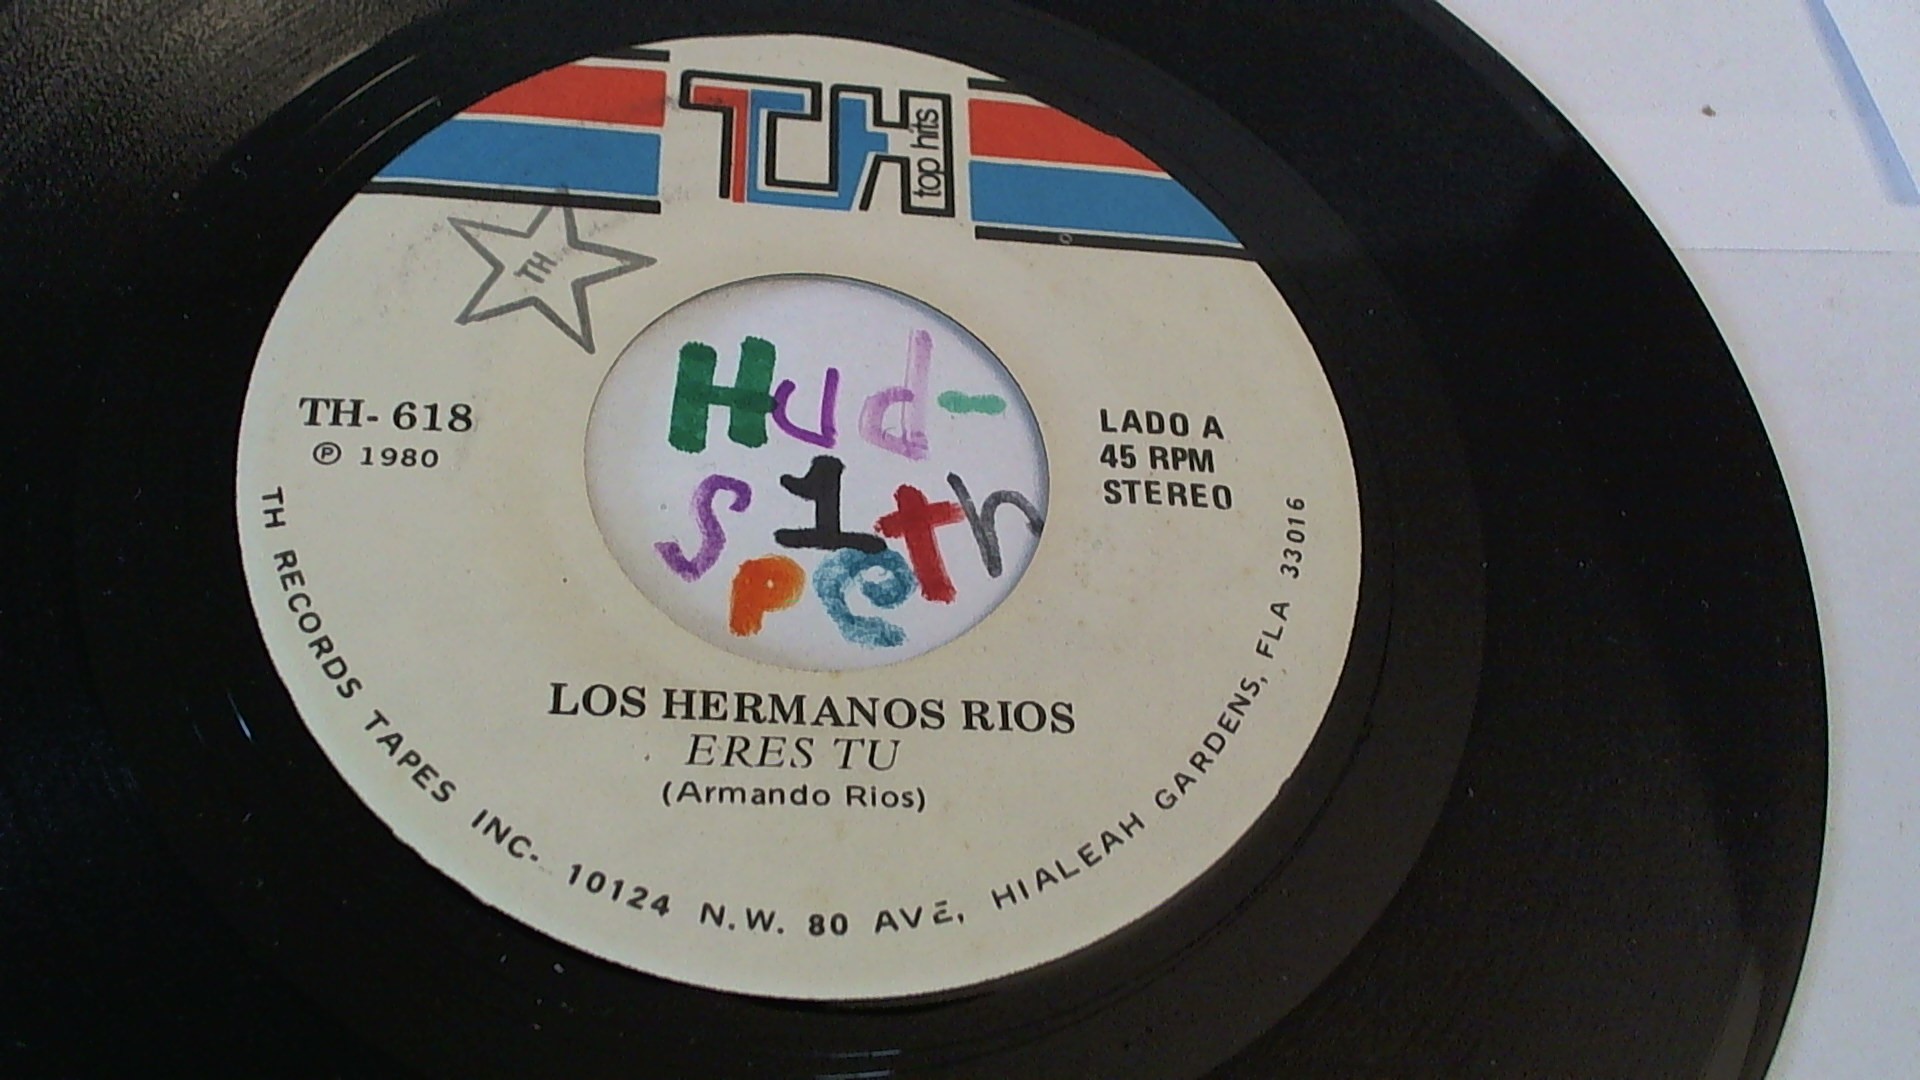 TH top hits
TH
Hud-
1
speth
TH- 618
℗ 1980
LADO A
45 RPM
STEREO
LOS HERMANOS RIOS
ERES TU
(Armando Rios)
TH RECORDS TAPES INC- 10124 N.W. 80 AVE, HIALEAH GARDENS, FLA 33016